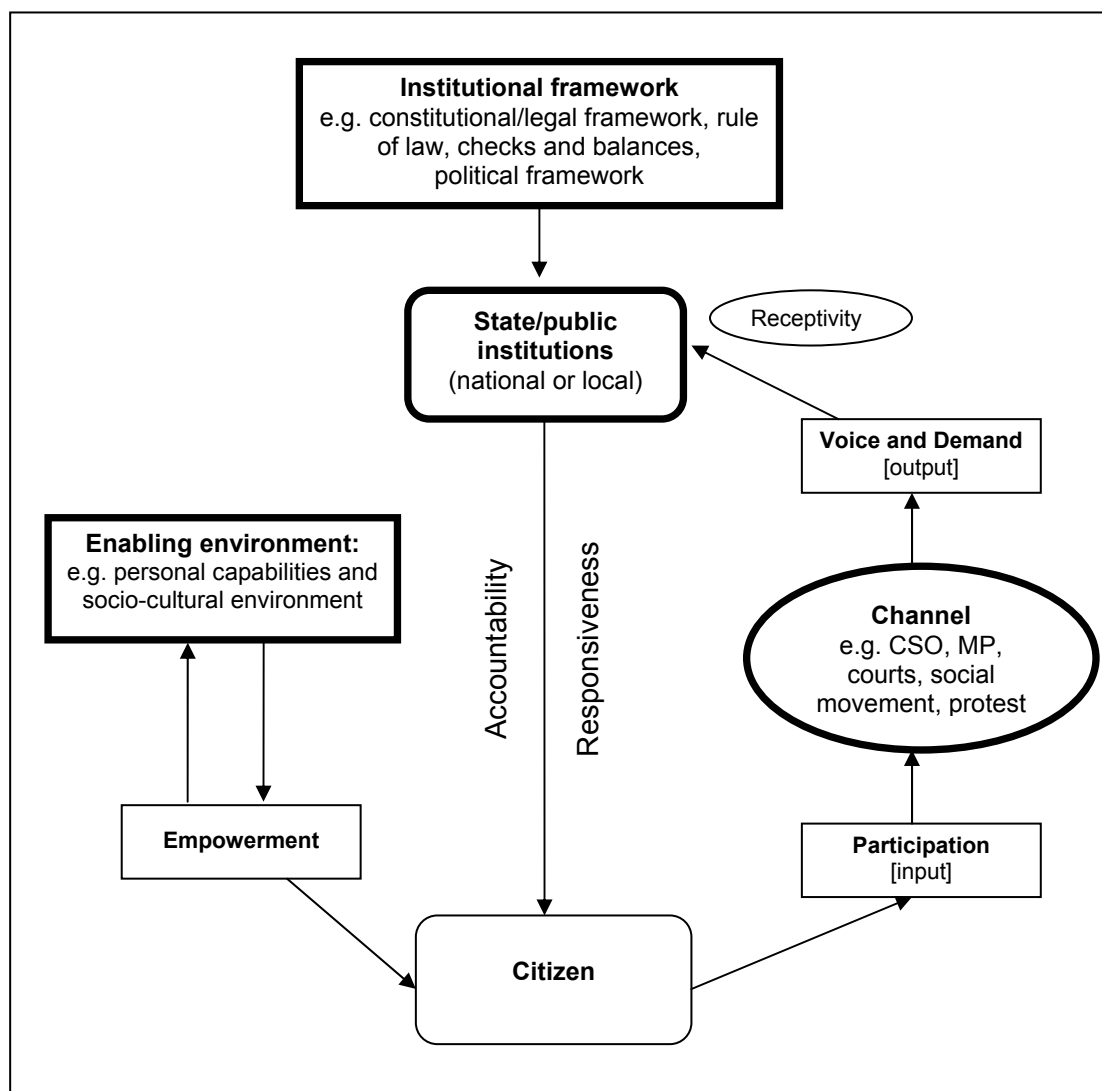 Institutional framework
e.g. constitutional/legal framework, rule
of law, checks and balances,
political framework
State/public
institutions
(national or local)
Receptivity
Voice and Demand
[output]
Enabling environment:
e.g. personal capabilities and
socio-cultural environment
Accountability
Responsiveness
Channel
e.g. CSO, MP,
courts, social
movement, protest
Empowerment
Participation
[input]
Citizen